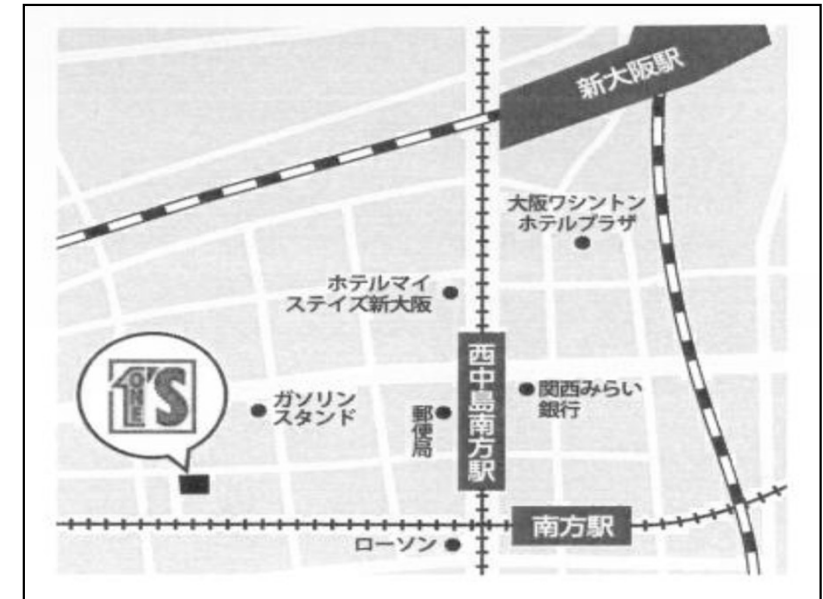 新大阪駅
大阪ワシントン
ホテルプラザ
ホテルマイ
ステイズ新大阪
西中島南方駅
関西みらい
銀行
ガソリン
スタンド
郵便局
1'S
ONE
南方駅
ローソン